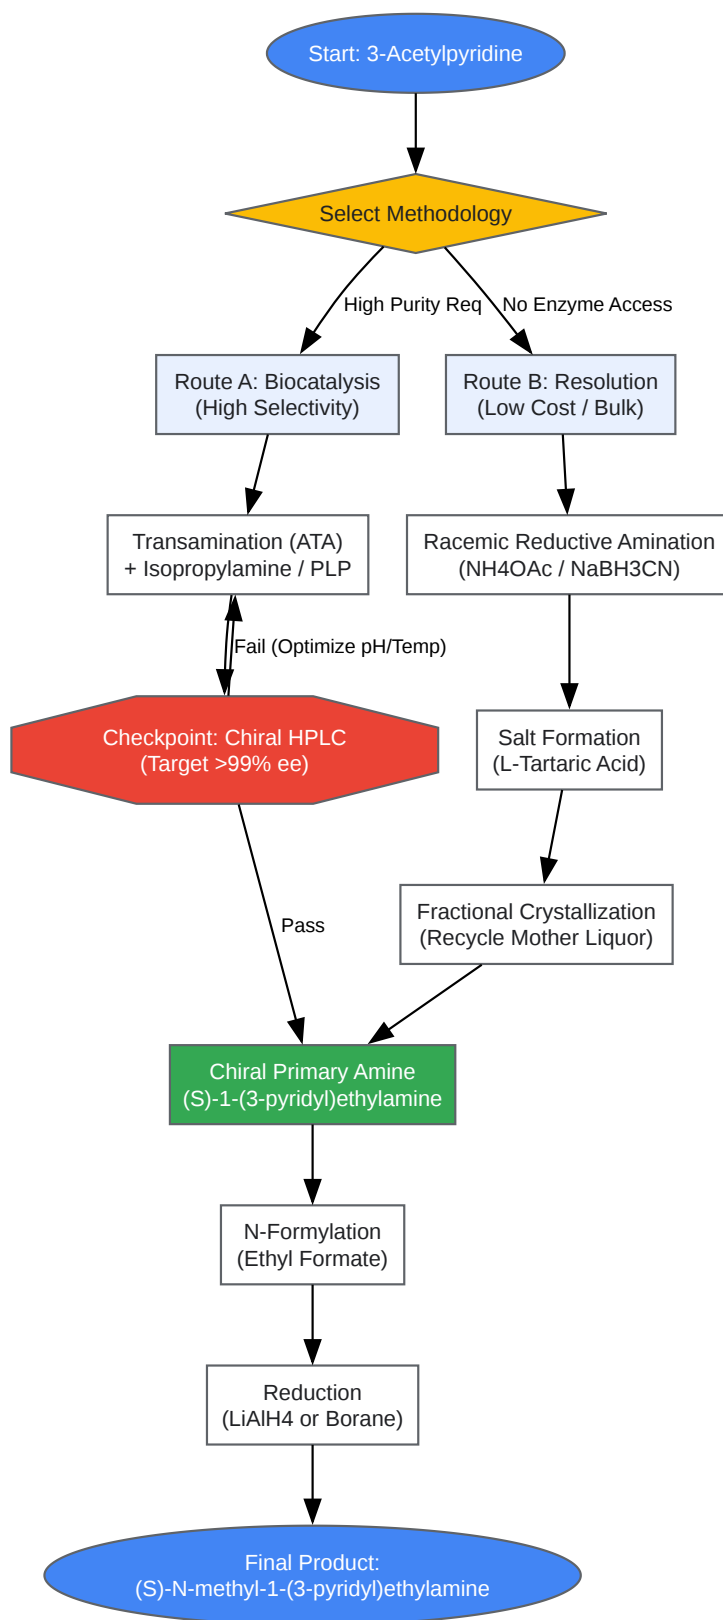 Start: 3-Acetylpyridine
Select Methodology
High Purity Req
No Enzyme Access
Route A: Biocatalysis
(High Selectivity)
Route B: Resolution
(Low Cost / Bulk)
Transamination (ATA)
+ Isopropylamine / PLP
Racemic Reductive Amination
(NH4OAc / NaBH3CN)
Fail (Optimize pH/Temp)
Checkpoint: Chiral HPLC
(Target >99% ee)
Salt Formation
(L-Tartaric Acid)
Fractional Crystallization
(Recycle Mother Liquor)
Pass
Chiral Primary Amine
(S)-1-(3-pyridyl)ethylamine
N-Formylation
(Ethyl Formate)
Reduction
(LiAlH4 or Borane)
Final Product:
(S)-N-methyl-1-(3-pyridyl)ethylamine